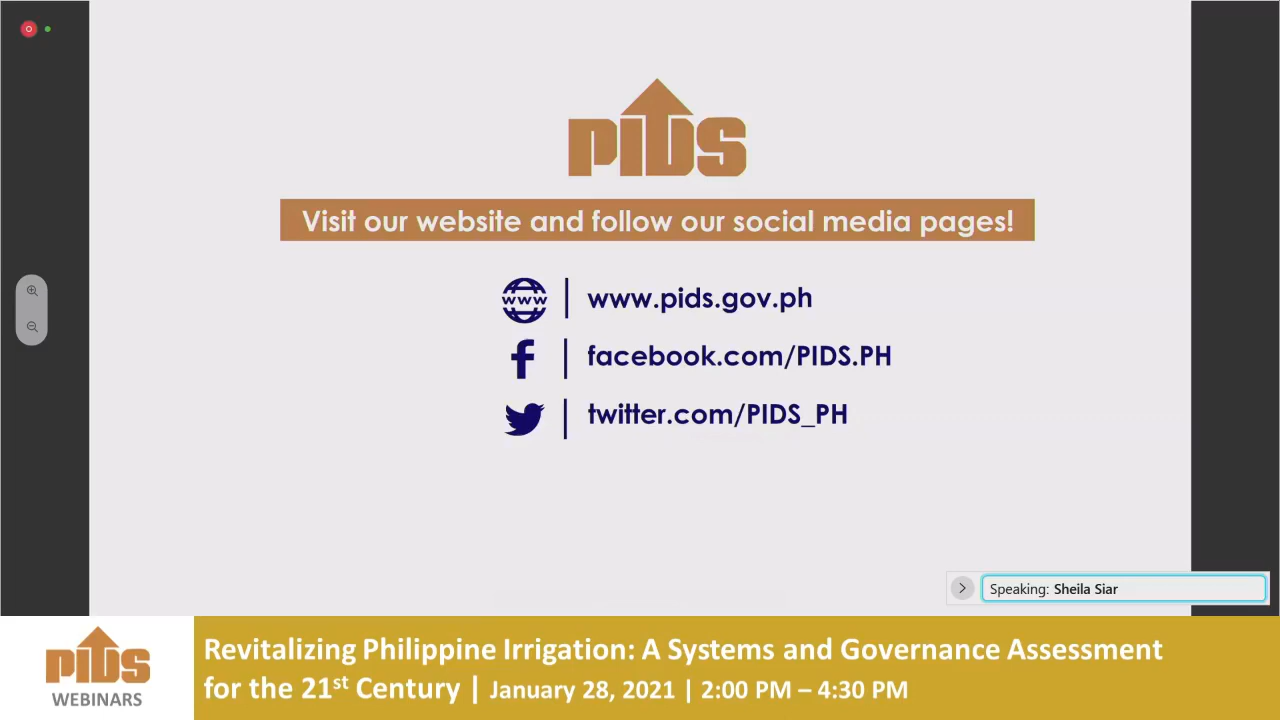 PIDS
Visit our website and follow our social media pages!
www
www.pids.gov.ph
facebook.com/PIDS.PH
twitter.com/PIDS_PH
Speaking: Sheila Siar
PIDS
WEBINARS
Revitalizing Philippine Irrigation: A Systems and Governance Assessment
for the 21st Century | January 28, 2021 | 2:00 PM – 4:30 PM